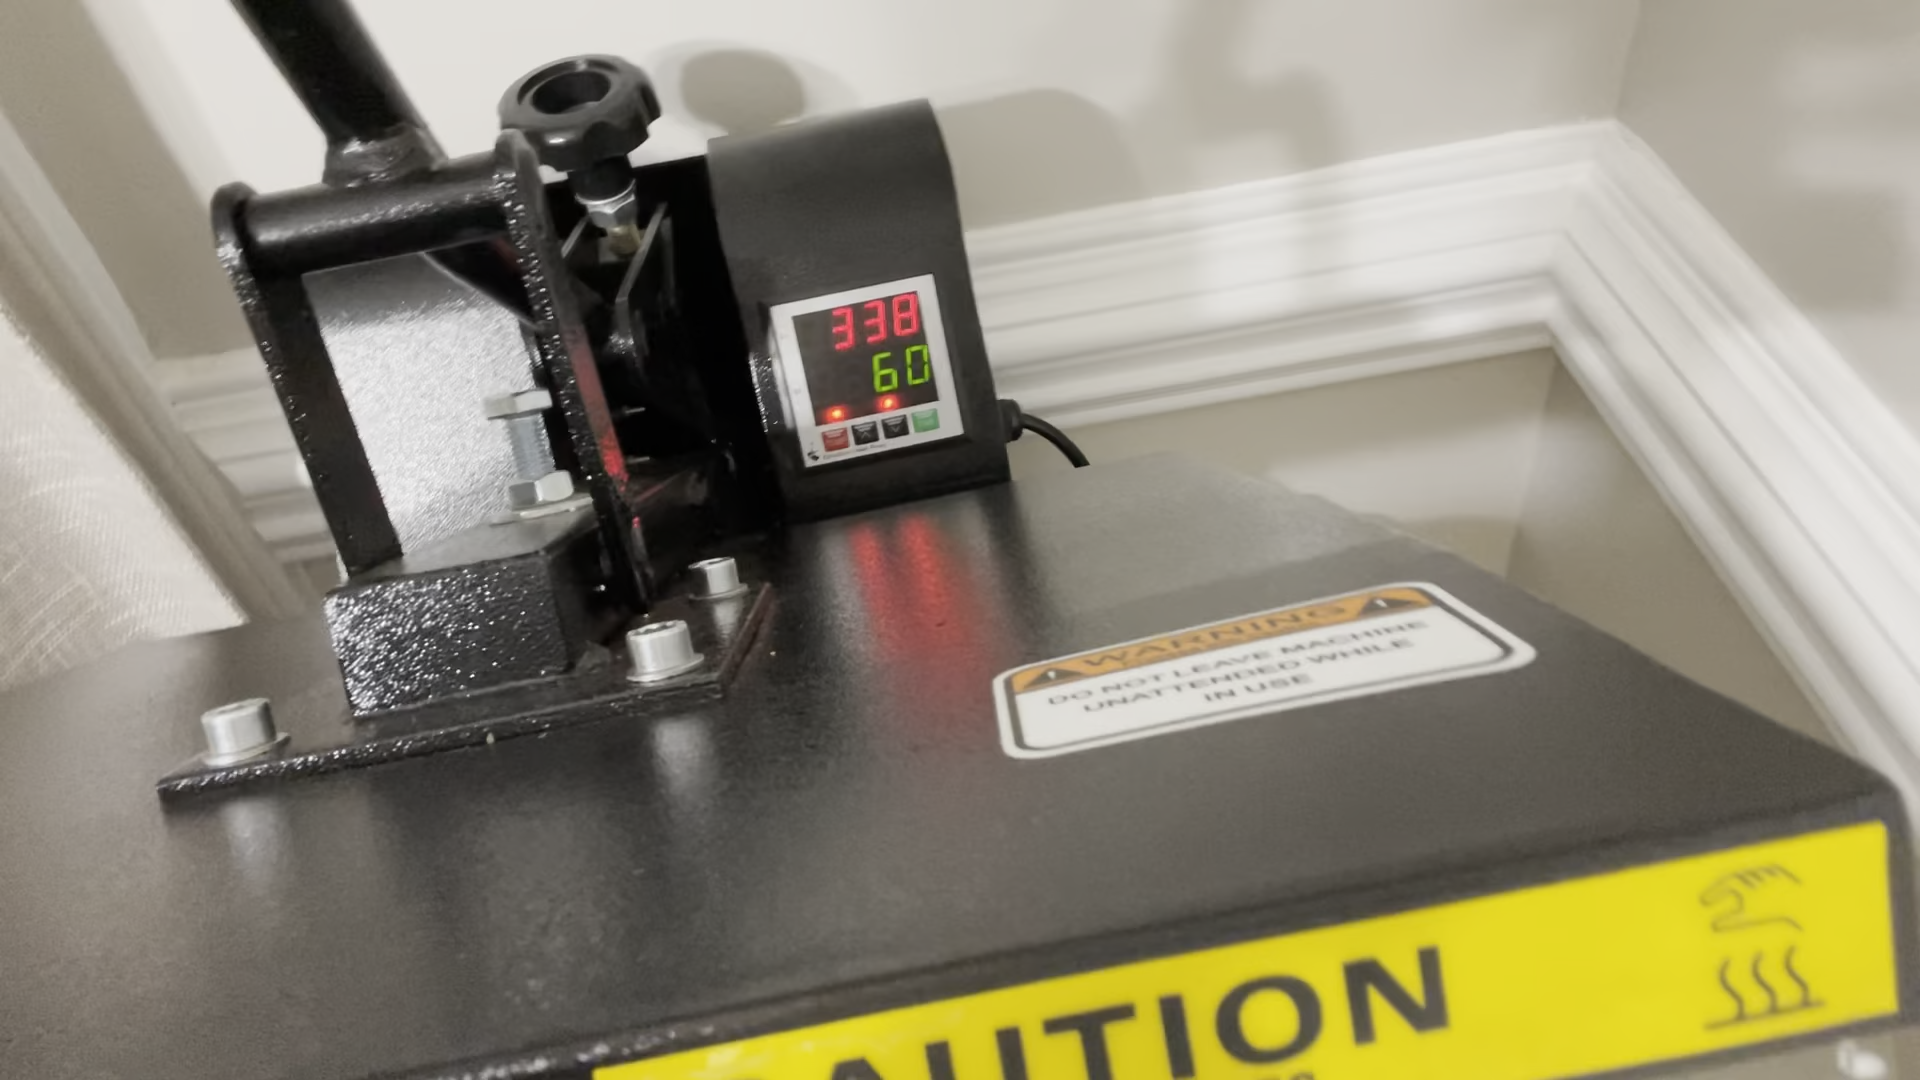 338
60
WARNING
DO NOT LEAVE MACHINE
UNATTENDED WHILE
IN USE
AUTION